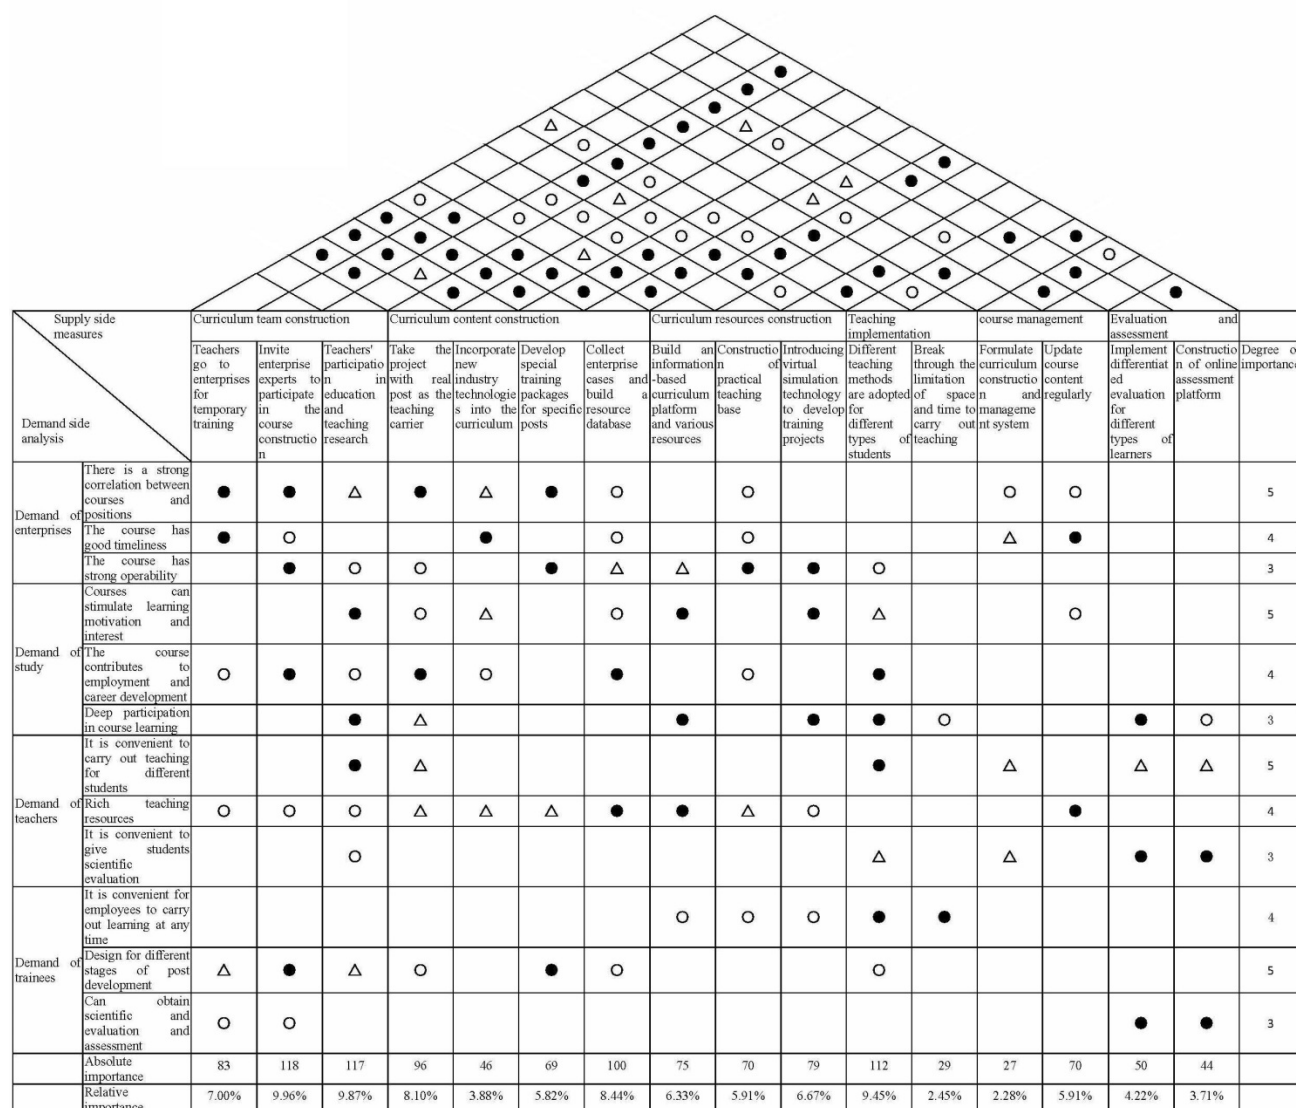 Supply side
measures
Demand side
analysis
Curriculum team construction
Curriculum content construction
Curriculum resources construction
Teaching
implementation
course management
Evaluation and
assessment
Teachers
go to
enterprises
for
temporary
training
Invite
enterprise
experts to
participate
in the
course
constructio
n
Teachers'
participatio
n in
education
and
teaching
research
Take the
project
with real
post as the
teaching
carrier
Incorporate
new
industry
technologie
s into the
curriculum
Develop
special
training
packages
for specific
posts
Collect
enterprise
cases and
build a
resource
database
Build an
information
-based
curriculum
platform
and various
resources
Constructio
n of
practical
teaching
base
Introducing
virtual
simulation
technology
to develop
training
projects
Different
teaching
methods
are adopted
for
different
types of
students
Break
through the
limitation
of space
and time to
carry out
teaching
Formulate
curriculum
constructio
n and
manageme
nt system
Update
course
content
regularly
Implement
differentiat
ed
evaluation
for
different
types of
learners
Constructio
n of online
assessment
platform
Degree of
importance
Demand of
enterprises
There is a strong
correlation between
courses and
positions
5
The course has
good timeliness
4
The course has
strong operability
3
Demand of
study
Courses can
stimulate learning
motivation and
interest
5
The course
contributes to
employment and
career development
4
Deep participation
in course learning
3
Demand of
teachers
It is convenient to
carry out teaching
for different
students
5
Rich teaching
resources
4
It is convenient to
give students
scientific
evaluation
3
Demand of
trainees
It is convenient for
employees to carry
out learning at any
time
4
Design for different
stages of post
development
5
Can obtain
scientific and
evaluation and
assessment
3
Absolute
importance
83 118 117 96 46 69 100 75 70 79 112 29 27 70 50 44
Relative
importance
7.00% 9.96% 9.87% 8.10% 3.88% 5.82% 8.44% 6.33% 5.91% 6.67% 9.45% 2.45% 2.28% 5.91% 4.22% 3.71%